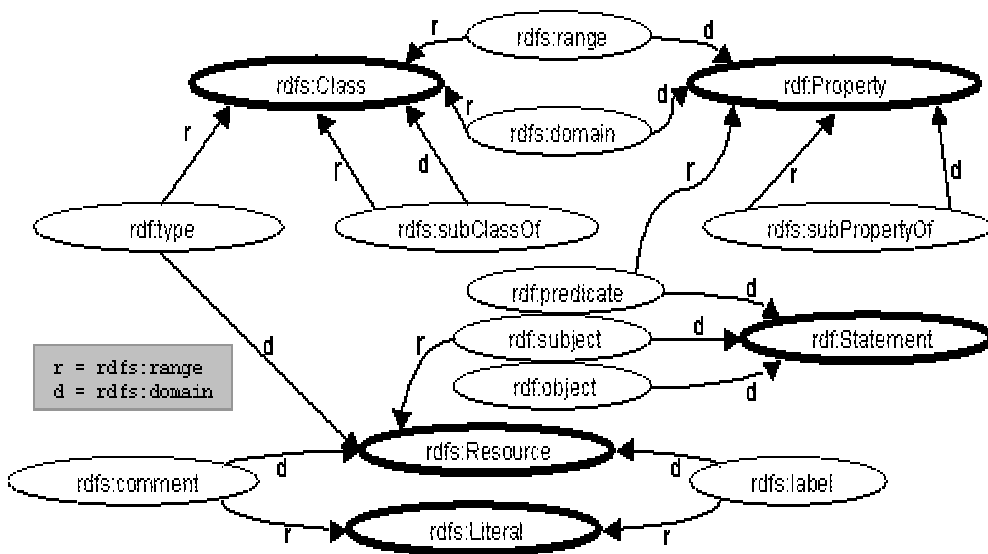 r
rdfs:range
d
rdfs:Class
rdf:Property
r
rdfs:domain
d
r
r
d
r
r
d
rdf:type
rdfs:subClassOf
rdfs:subPropertyOf
rdf:predicate
d
d
r
rdf:subject
d
rdf:Statement
r = rdfs:range
d = rdfs:domain
rdf:object
d
rdfs:Resource
rdfs:comment
d
d
rdfs:label
r
rdfs:Literal
r